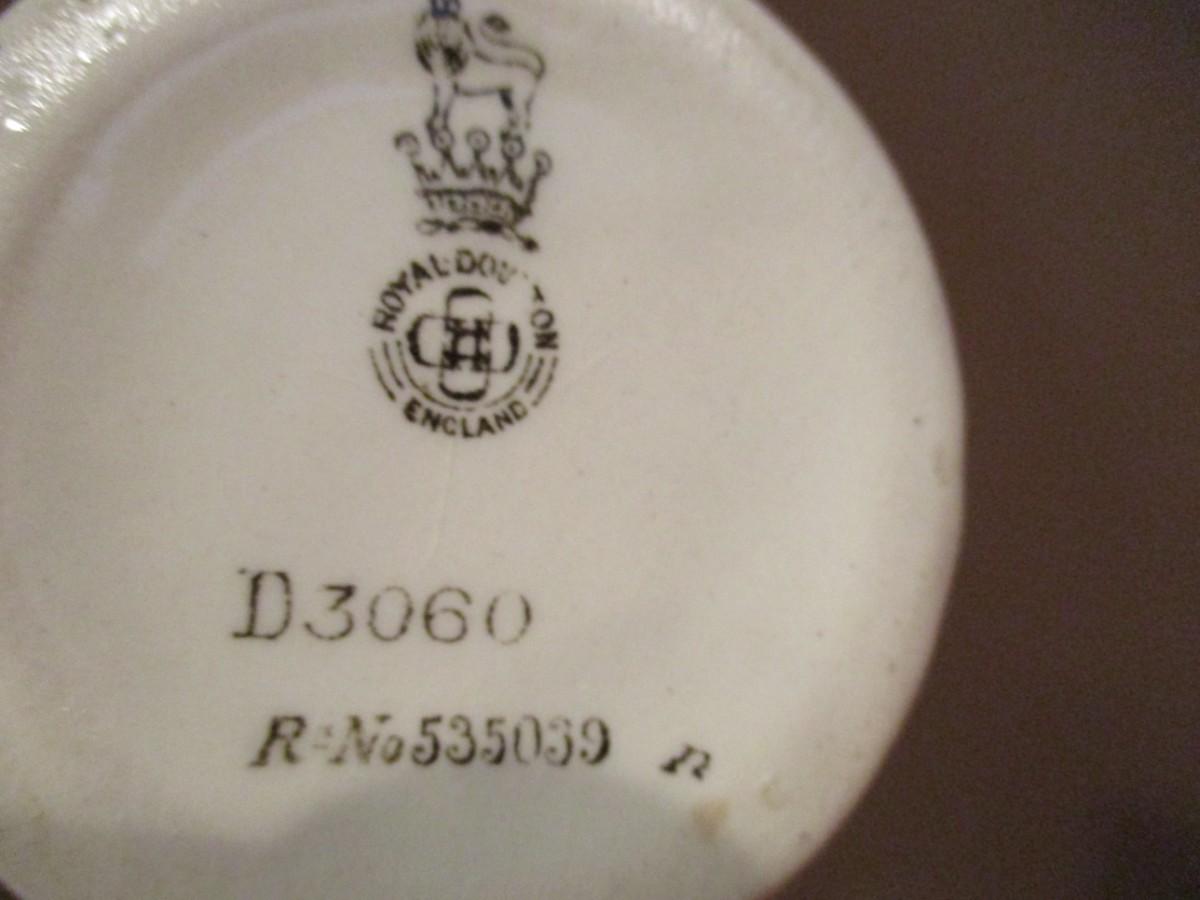 ROYAL DOULTON
ENGLAND
D3060
Rd No 535039 n